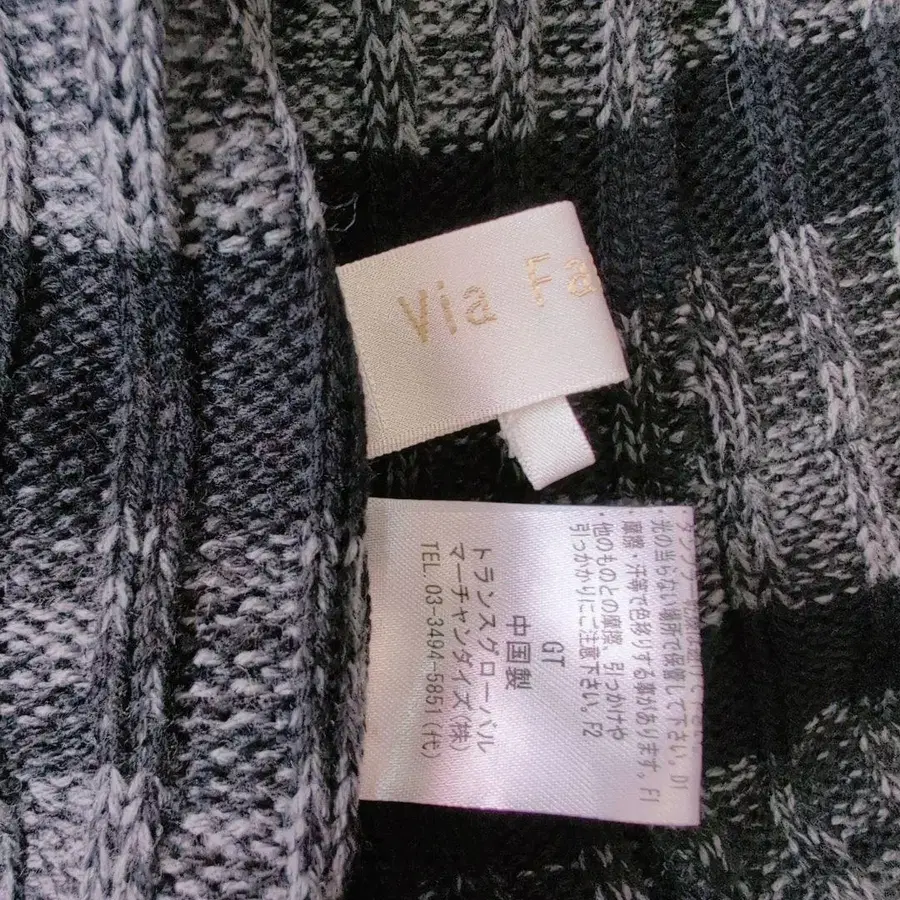 Via Fa
・光の当らない場所で保管して下さい。D1
・摩擦・汗等で色移りする事があります。F1
・他のものとの摩擦、引っかけや
引っかかりにご注意下さい。F2
GT
中国製
トランスグローバル
マーチャンダイズ(株)
TEL. 03-3494-5851(代)